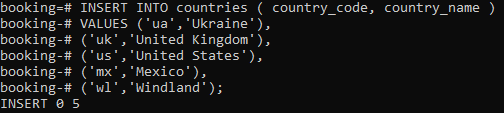 booking=# INSERT INTO countries ( country_code, country_name )
booking-# VALUES ('ua','Ukraine'),
booking-# ('uk','United Kingdom'),
booking-# ('us','United States'),
booking-# ('mx','Mexico'),
booking-# ('wl','Windland');
INSERT 0 5